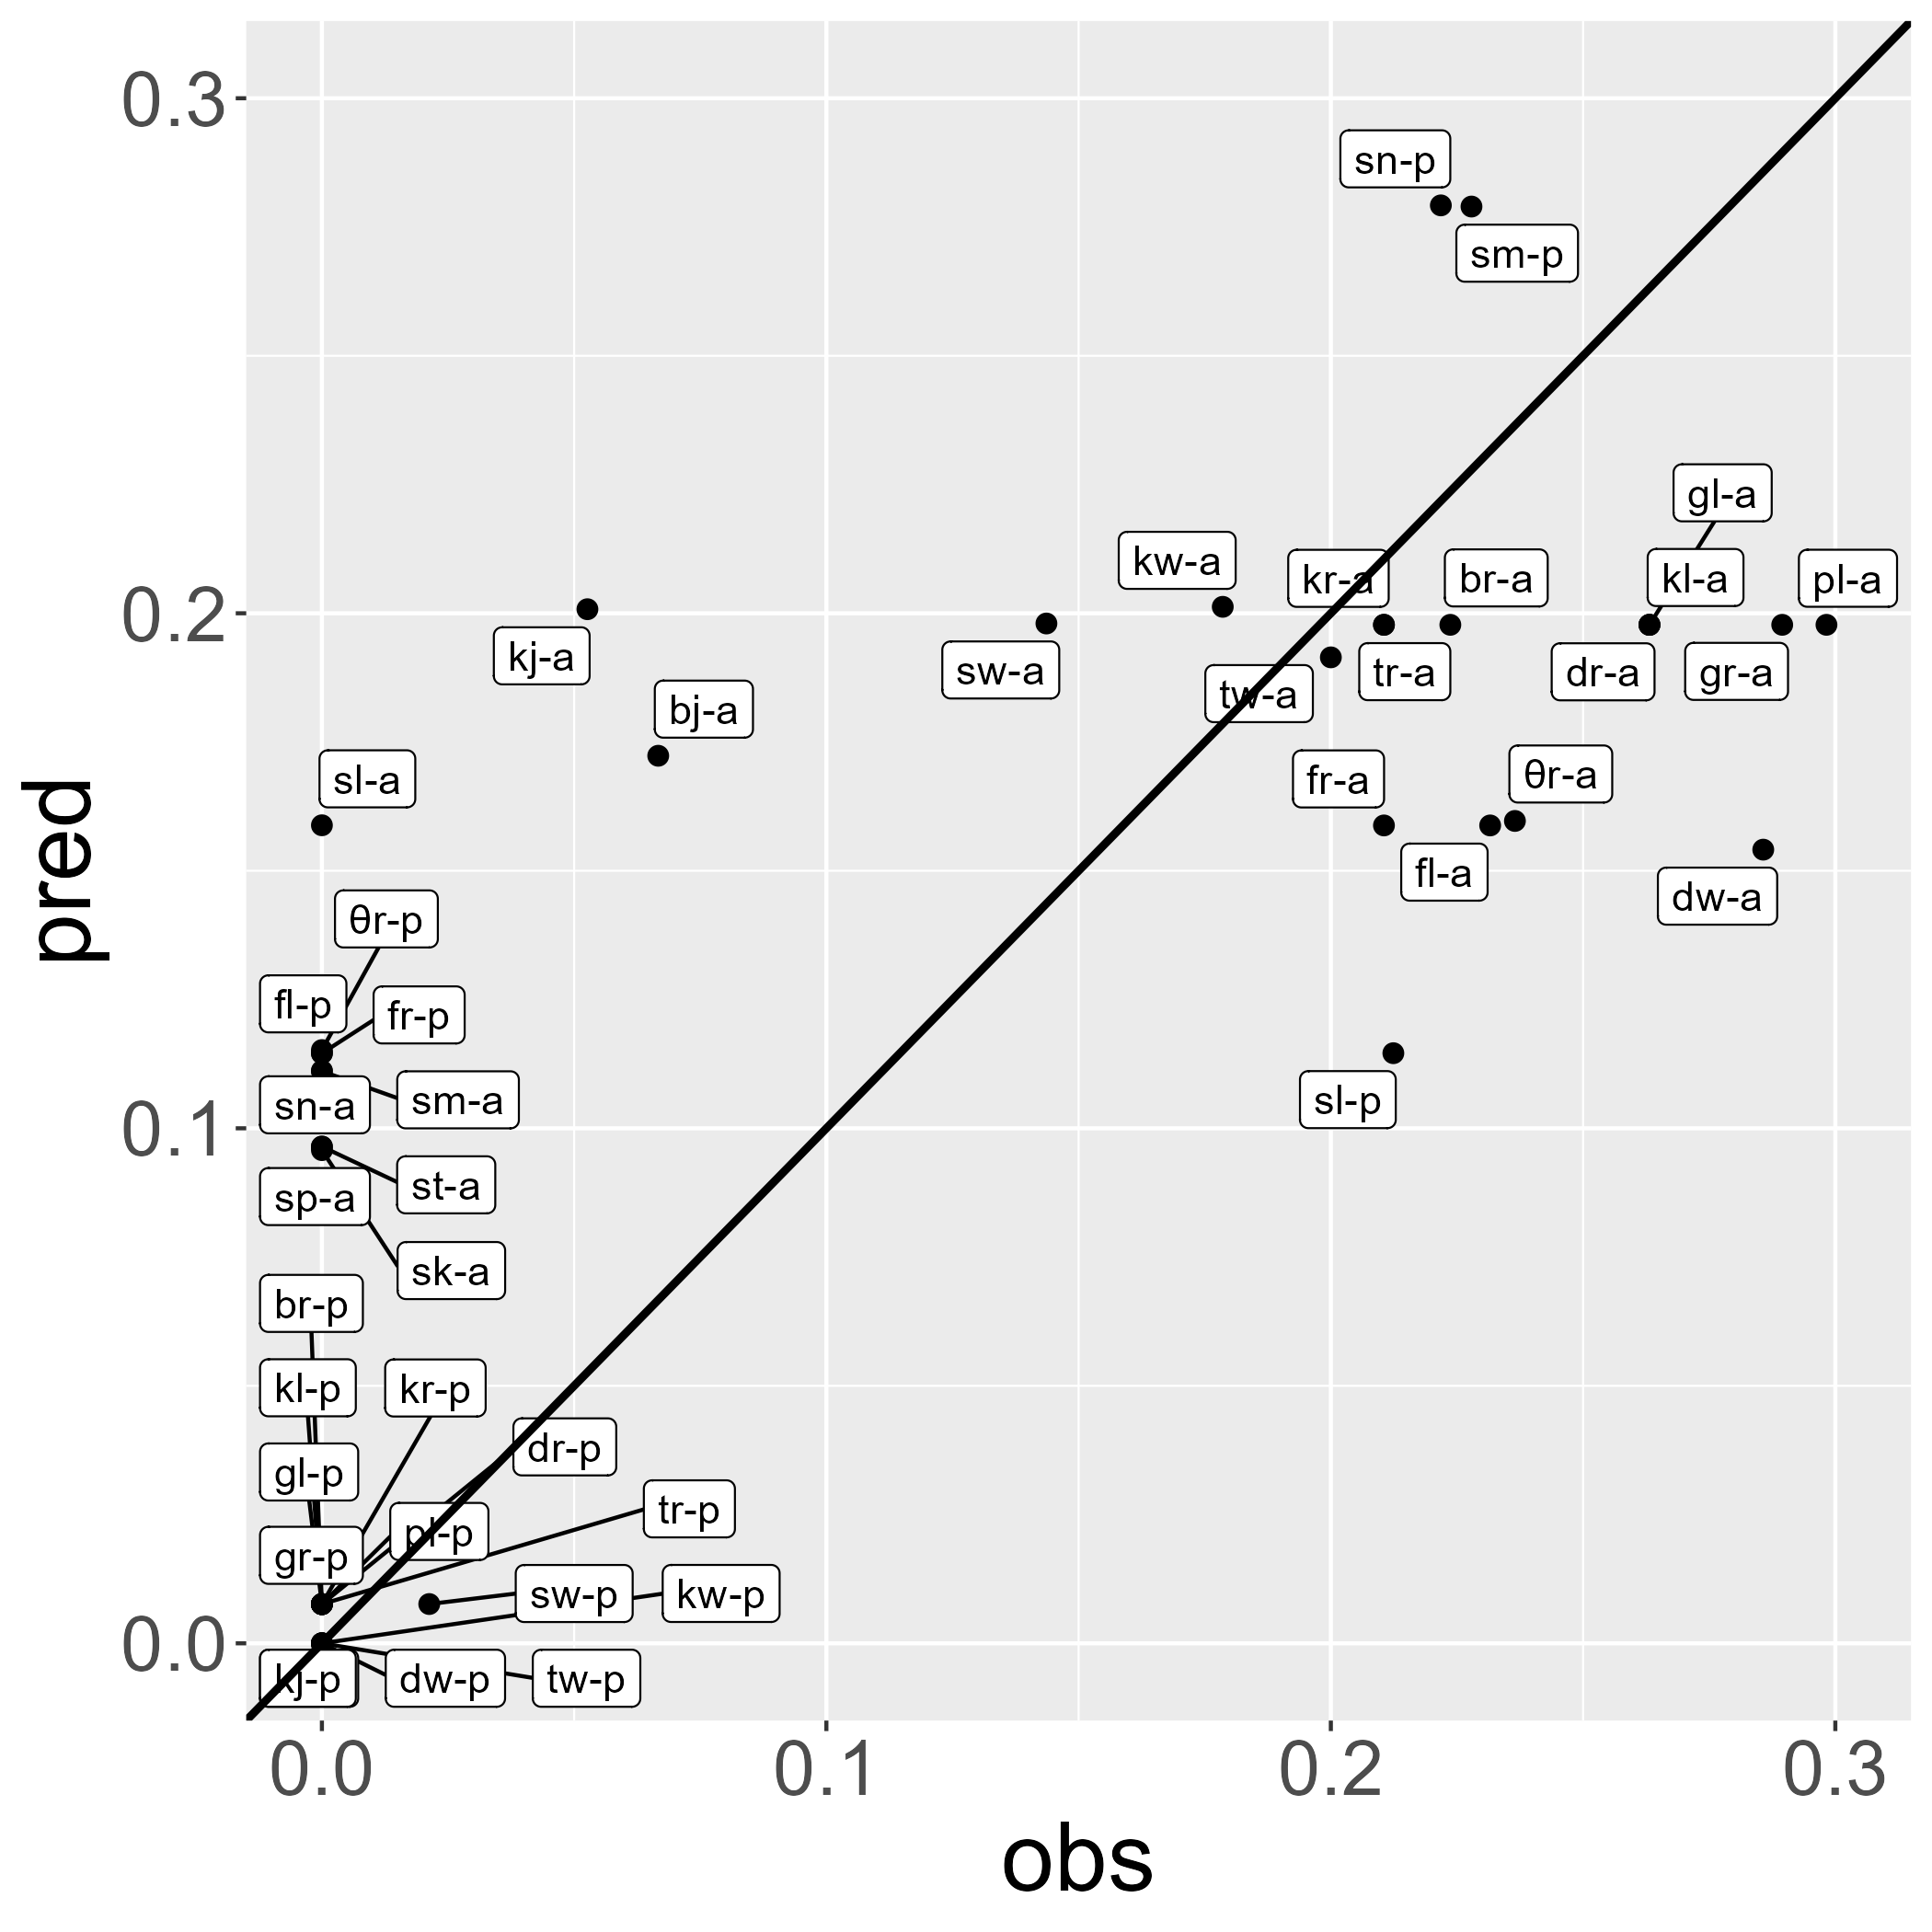 0.3
sn-p
sm-p
gl-a
kw-a
kr-a
br-a
kl-a
pl-a
0.2
kj-a
sw-a
tr-a
dr-a
gr-a
tw-a
bj-a
sl-a
fr-a
θr-a
fl-a
dw-a
pred
θr-p
fl-p
fr-p
sn-a
sm-a
sl-p
0.1
sp-a
st-a
sk-a
br-p
kl-p
kr-p
gl-p
dr-p
pl-p
tr-p
gr-p
sw-p
kw-p
0.0
kj-p
dw-p
tw-p
0.0
0.1
0.2
0.3
obs